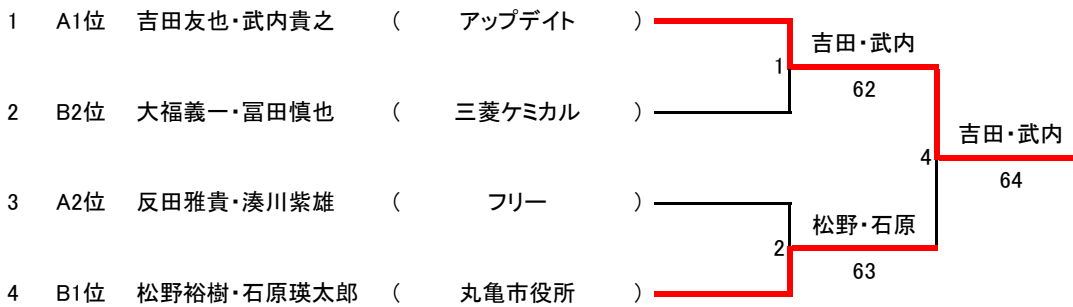 1 A1位 吉田友也・武内貴之 ( アップデイト )
吉田・武内
1
62
2 B2位 大福義一・冨田慎也 ( 三菱ケミカル )
吉田・武内
4
64
3 A2位 反田雅貴・湊川紫雄 ( フリー )
松野・石原
2
63
4 B1位 松野裕樹・石原瑛太郎 ( 丸亀市役所 )